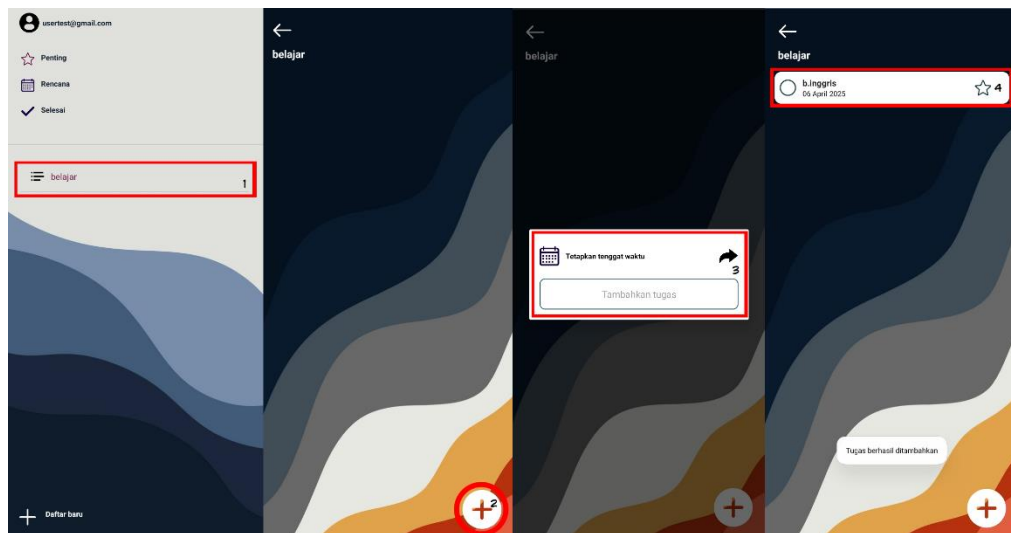 usertest@gmail.com
Penting
Rencana
Selesai
belajar
1
Daftar baru
belajar
2
belajar
Tetapkan tenggat waktu
3
Tambahkan tugas
belajar
b.inggris
06 April 2025
4
Tugas berhasil ditambahkan